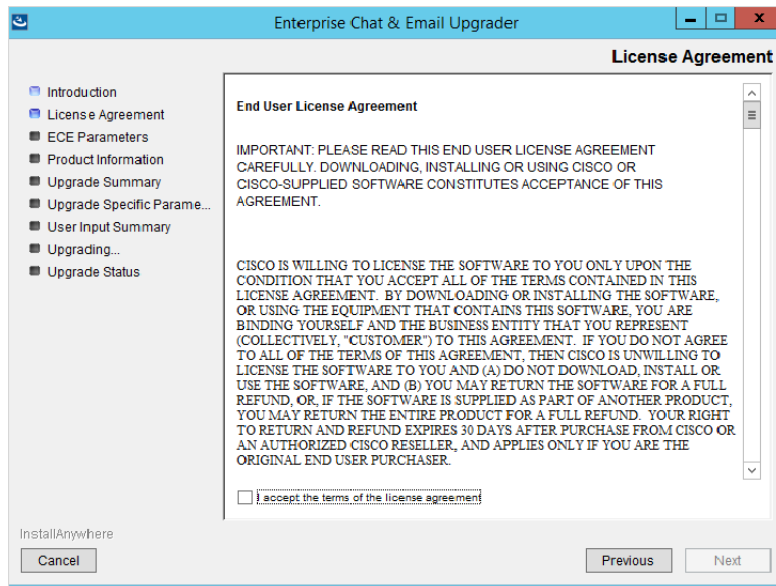 Enterprise Chat & Email Upgrader
License Agreement
Introduction
License Agreement
ECE Parameters
Product Information
Upgrade Summary
Upgrade Specific Parame...
User Input Summary
Upgrading...
Upgrade Status
End User License Agreement
IMPORTANT: PLEASE READ THIS END USER LICENSE AGREEMENT
CAREFULLY. DOWNLOADING, INSTALLING OR USING CISCO OR
CISCO-SUPPLIED SOFTWARE CONSTITUTES ACCEPTANCE OF THIS
AGREEMENT.
CISCO IS WILLING TO LICENSE THE SOFTWARE TO YOU ONLY UPON THE
CONDITION THAT YOU ACCEPT ALL OF THE TERMS CONTAINED IN THIS
LICENSE AGREEMENT. BY DOWNLOADING OR INSTALLING THE SOFTWARE,
OR USING THE EQUIPMENT THAT CONTAINS THIS SOFTWARE, YOU ARE
BINDING YOURSELF AND THE BUSINESS ENTITY THAT YOU REPRESENT
(COLLECTIVELY, "CUSTOMER") TO THIS AGREEMENT. IF YOU DO NOT AGREE
TO ALL OF THE TERMS OF THIS AGREEMENT, THEN CISCO IS UNWILLING TO
LICENSE THE SOFTWARE TO YOU AND (A) DO NOT DOWNLOAD, INSTALL OR
USE THE SOFTWARE, AND (B) YOU MAY RETURN THE SOFTWARE FOR A FULL
REFUND, OR, IF THE SOFTWARE IS SUPPLIED AS PART OF ANOTHER PRODUCT,
YOU MAY RETURN THE ENTIRE PRODUCT FOR A FULL REFUND. YOUR RIGHT
TO RETURN AND REFUND EXPIRES 30 DAYS AFTER PURCHASE FROM CISCO OR
AN AUTHORIZED CISCO RESELLER, AND APPLIES ONLY IF YOU ARE THE
ORIGINAL END USER PURCHASER.
I accept the terms of the license agreement
InstallAnywhere
Cancel
Previous
Next